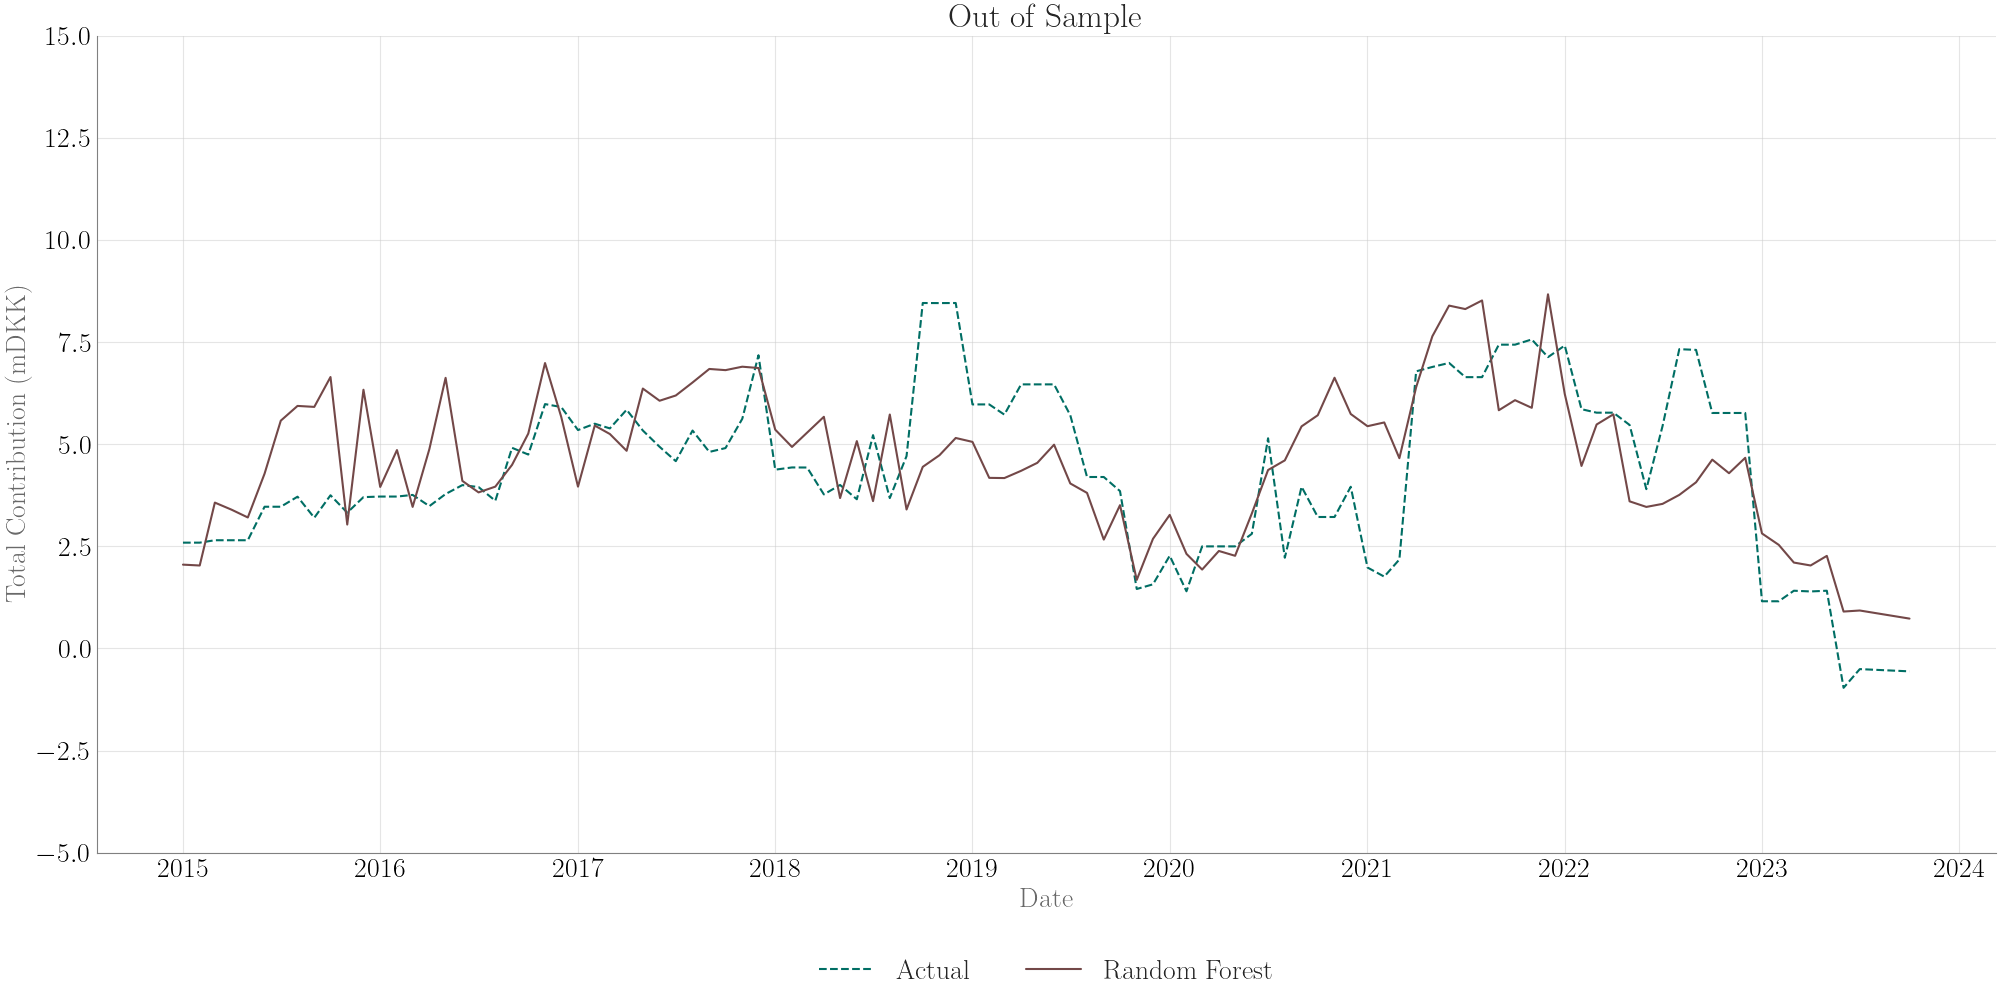 Out of Sample
15.0
12.5
10.0
7.5
5.0
2.5
0.0
−2.5
−5.0
Total Contribution (mDKK)
2015 2016 2017 2018 2019 2020 2021 2022 2023 2024
Date
Actual Random Forest